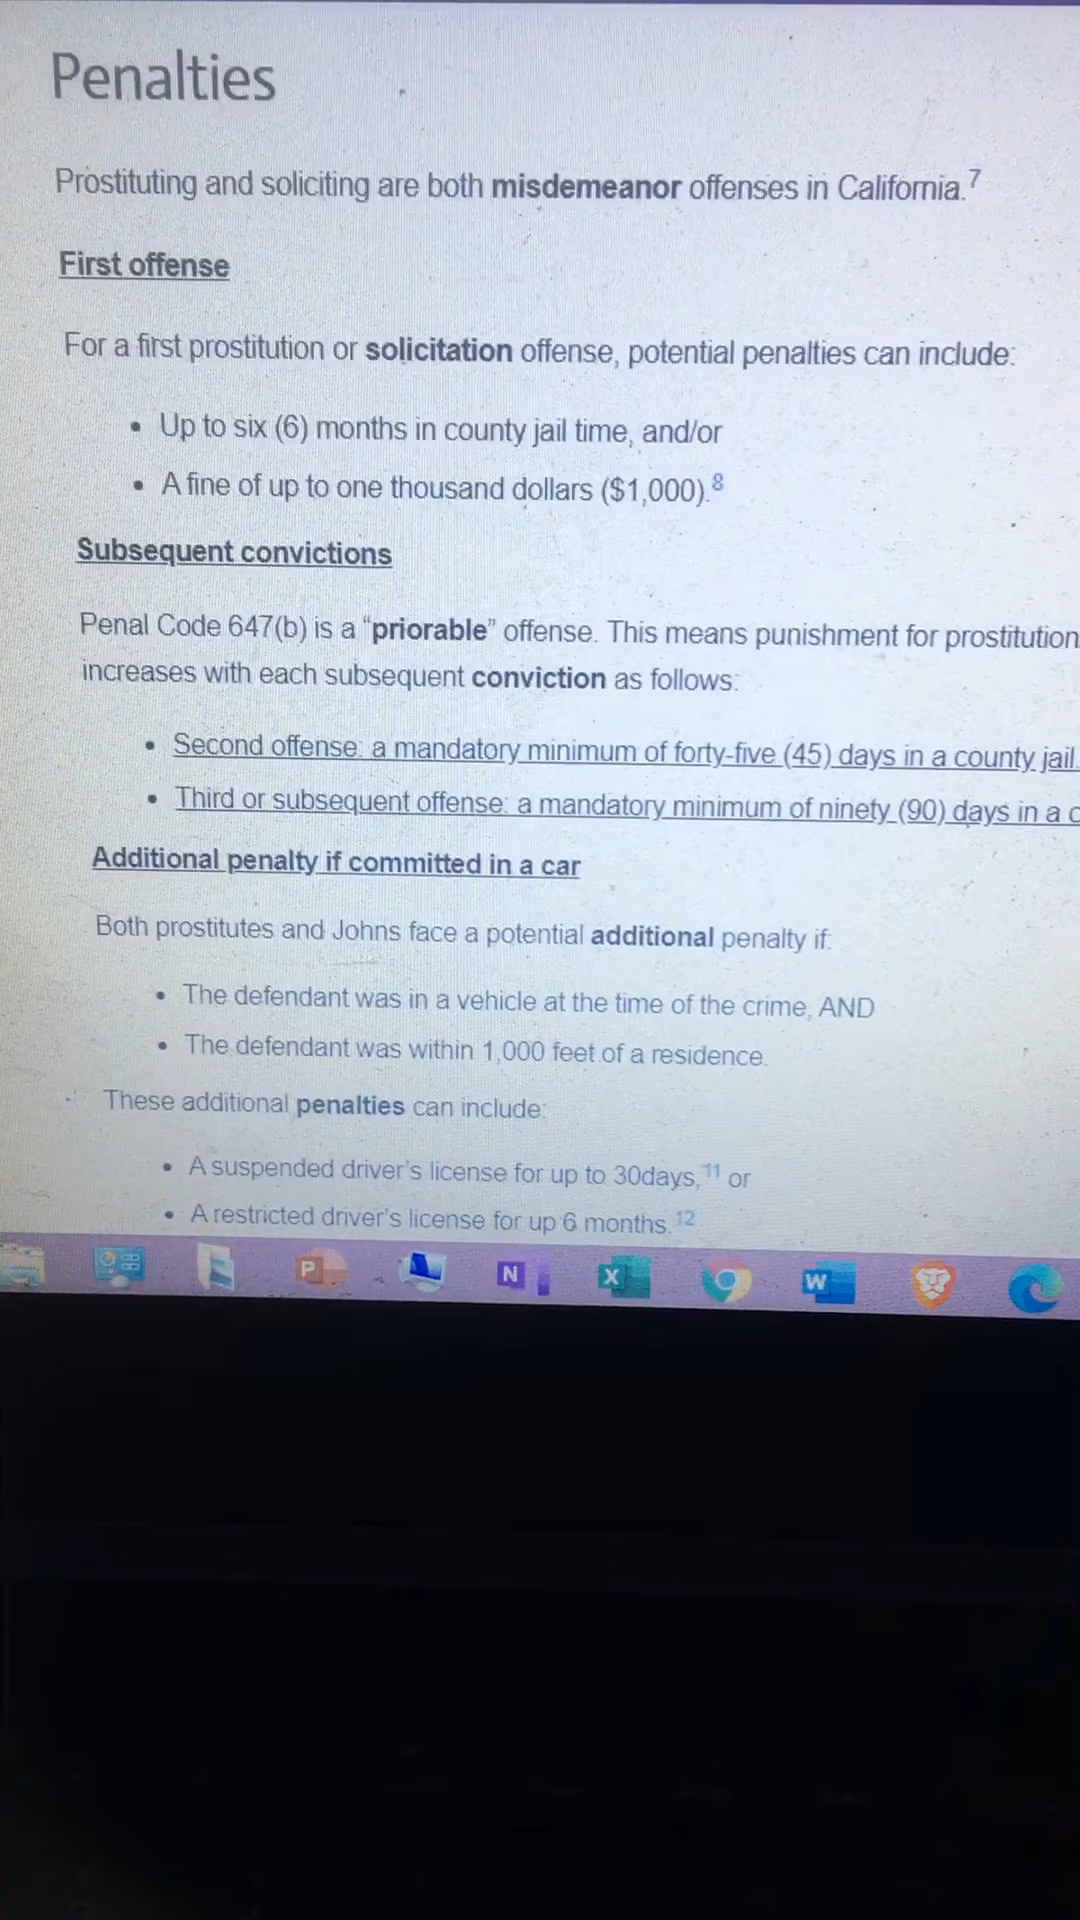 Penalties
Prostituting and soliciting are both misdemeanor offenses in California.7
First offense
For a first prostitution or solicitation offense, potential penalties can include:
• Up to six (6) months in county jail time, and/or
• A fine of up to one thousand dollars ($1,000).8
Subsequent convictions
Penal Code 647(b) is a “priorable” offense. This means punishment for prostitution
increases with each subsequent conviction as follows:
• Second offense: a mandatory minimum of forty-five (45) days in a county jail.
• Third or subsequent offense: a mandatory minimum of ninety (90) days in a c
Additional penalty if committed in a car
Both prostitutes and Johns face a potential additional penalty if:
• The defendant was in a vehicle at the time of the crime, AND
• The defendant was within 1,000 feet of a residence.
These additional penalties can include:
• A suspended driver's license for up to 30days,11 or
• A restricted driver's license for up 6 months.12
P N X W